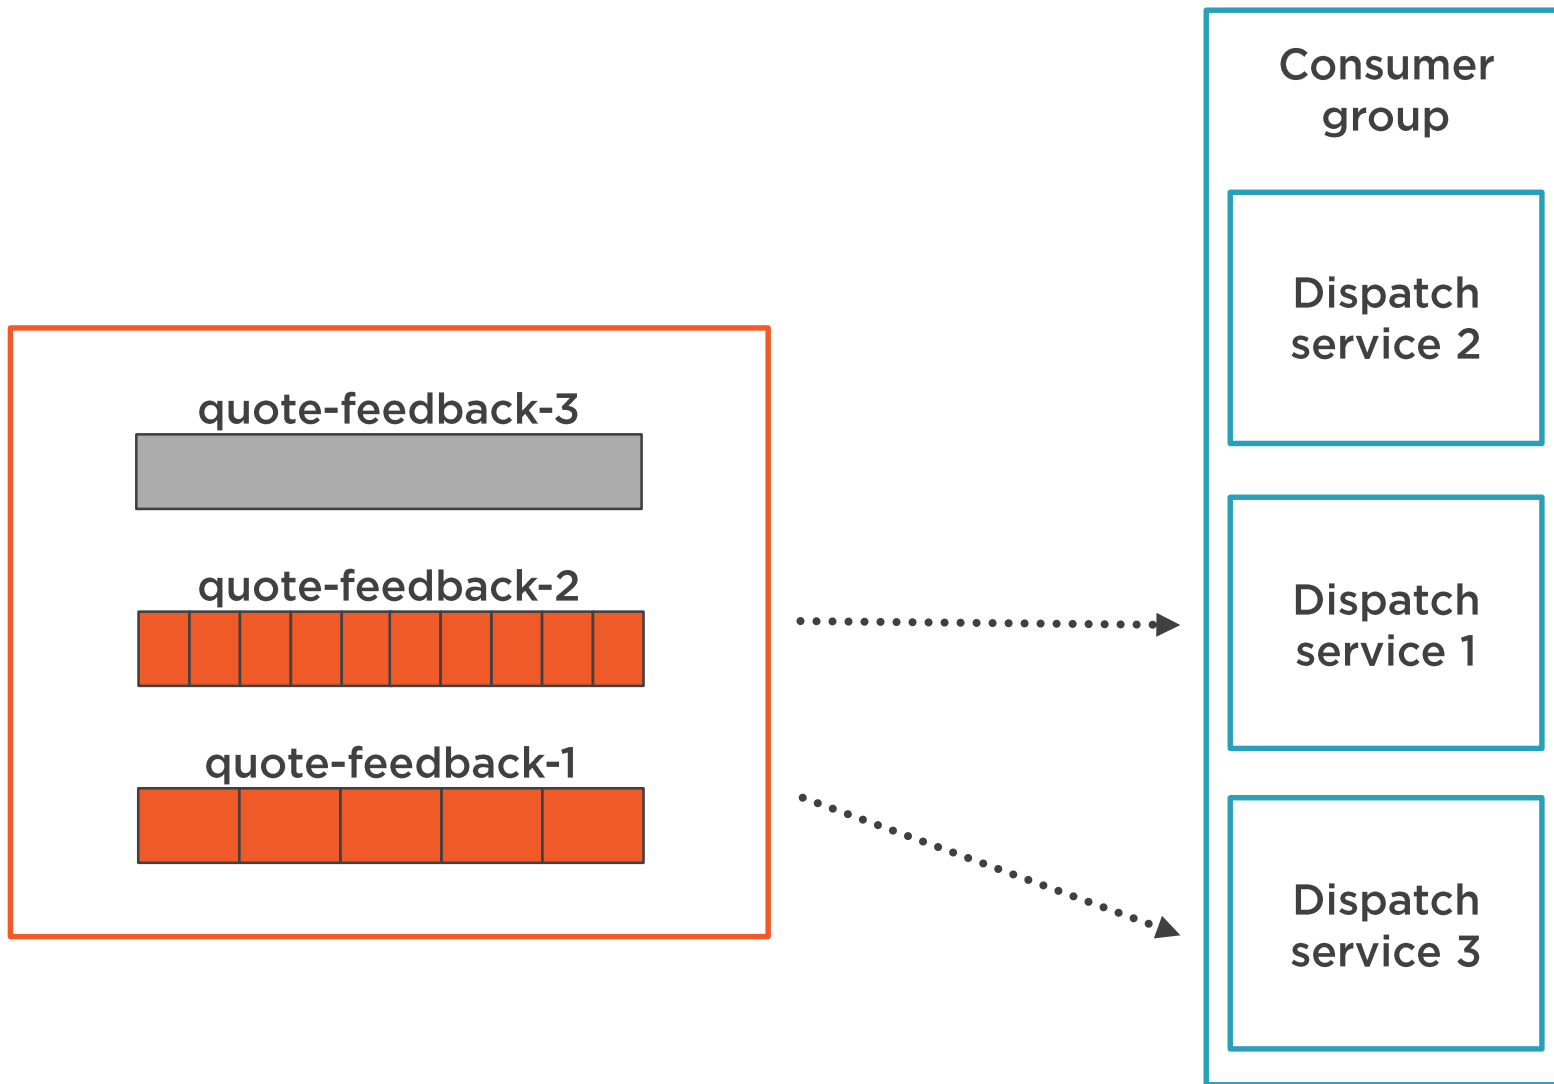 Consumer
group
Dispatch
service 2
quote-feedback-3
quote-feedback-2
Dispatch
service 1
quote-feedback-1
Dispatch
service 3